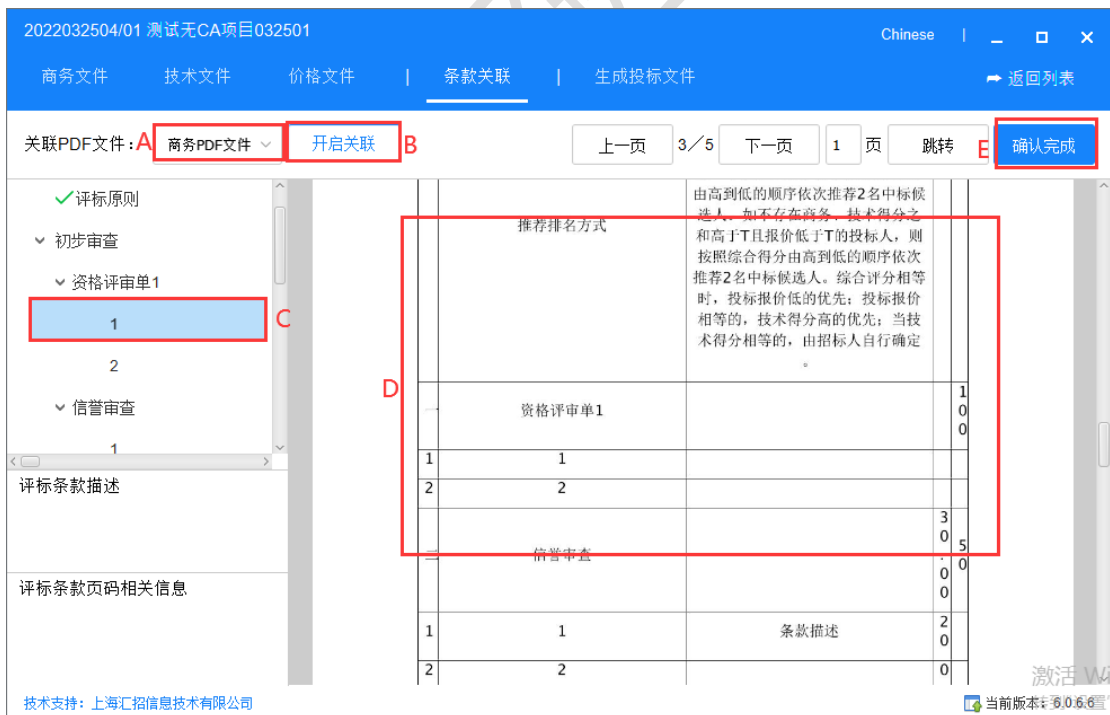 2022032504/01 测试无CA项目032501
Chinese
商务文件 技术文件 价格文件 | 条款关联 | 生成投标文件
返回列表
关联PDF文件: A 商务PDF文件 开启关联 B 上一页 3／5 下一页 1 页 跳转 E 确认完成
评标原则
初步审查
资格评审单1
1
C
2
信誉审查
1
评标条款描述
评标条款页码相关信息
推荐排名方式
由高到低的顺序依次推荐2名中标候
选人。如不存在商务、技术得分之
和高于T且报价低于T的投标人，则
按照综合得分由高到低的顺序依次
推荐2名中标候选人。综合评分相等
时，投标报价低的优先；投标报价
相等的，技术得分高的优先；当技
术得分相等的，由招标人自行确定
。
D
一 资格评审单1 100
1 1
2 2
二 信誉审查 30.00 50
1 1 条款描述 20
2 2 0
技术支持：上海汇招信息技术有限公司
当前版本：6.0.6.6
激活 Wi